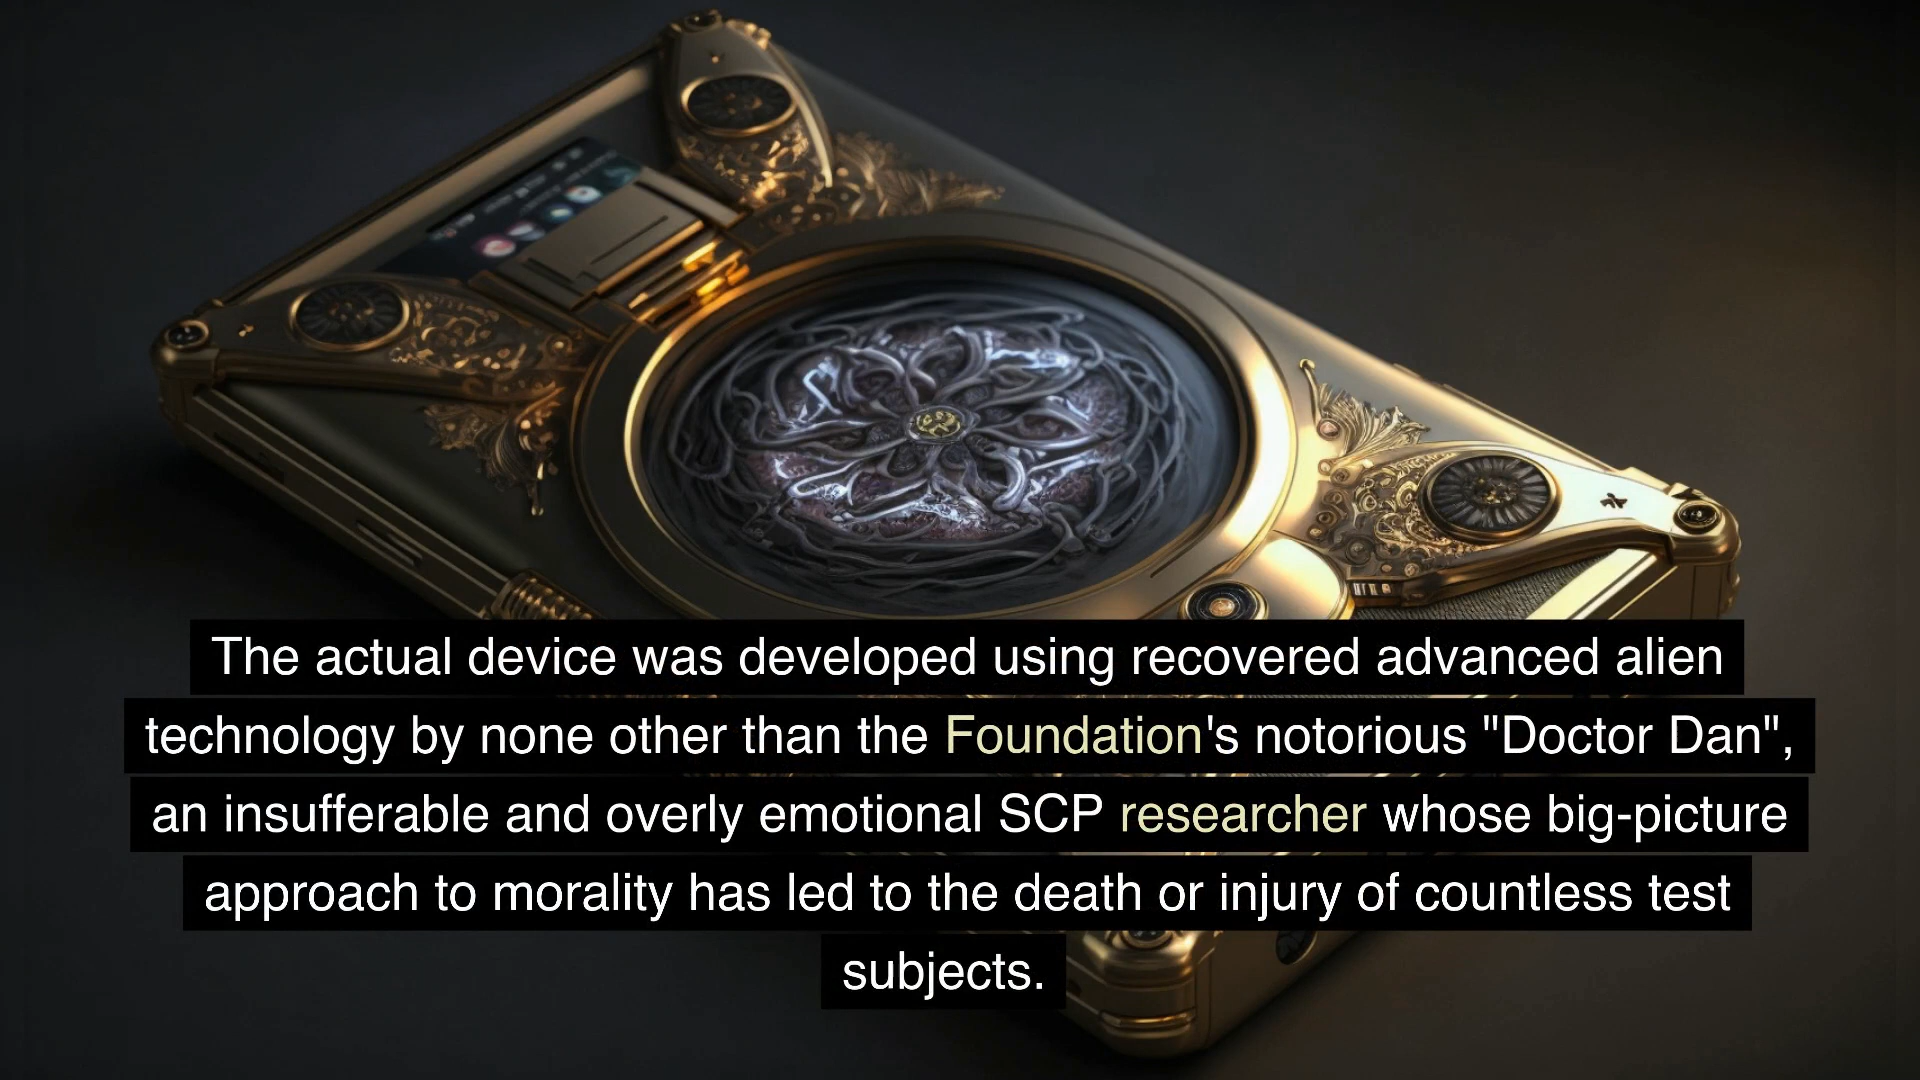 The actual device was developed using recovered advanced alien
technology by none other than the Foundation's notorious "Doctor Dan",
an insufferable and overly emotional SCP researcher whose big-picture
approach to morality has led to the death or injury of countless test
subjects.